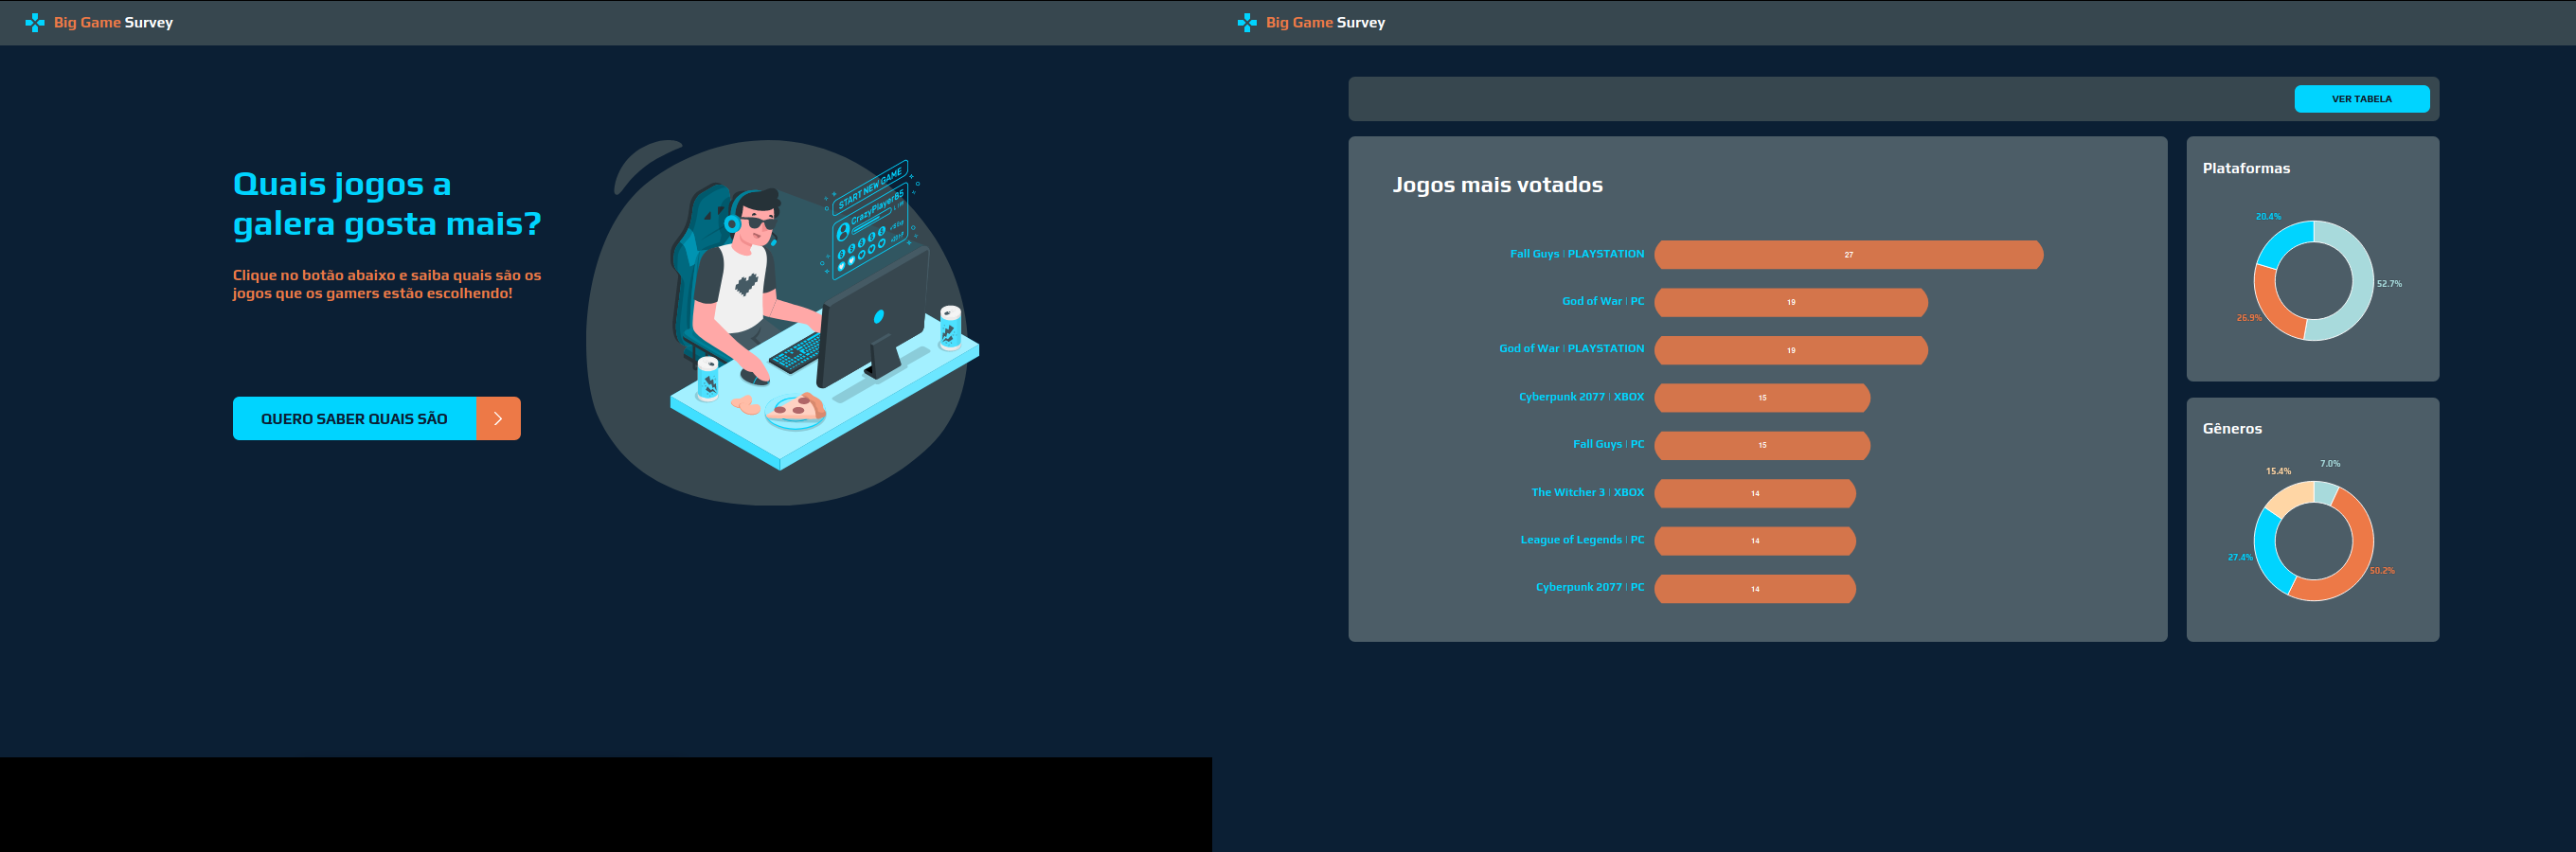 Big Game Survey
Quais jogos a
galera gosta mais?
Clique no botão abaixo e saiba quais são os
jogos que os gamers estão escolhendo!
QUERO SABER QUAIS SÃO
START NEW GAME
CrazyPlayer85
Big Game Survey
VER TABELA
Jogos mais votados
Fall Guys | PLAYSTATION 27
God of War | PC 19
God of War | PLAYSTATION 19
Cyberpunk 2077 | XBOX 15
Fall Guys | PC 15
The Witcher 3 | XBOX 14
League of Legends | PC 14
Cyberpunk 2077 | PC 14
Plataformas
20.4%
52.7%
26.9%
Gêneros
7.0%
15.4%
27.4%
50.2%